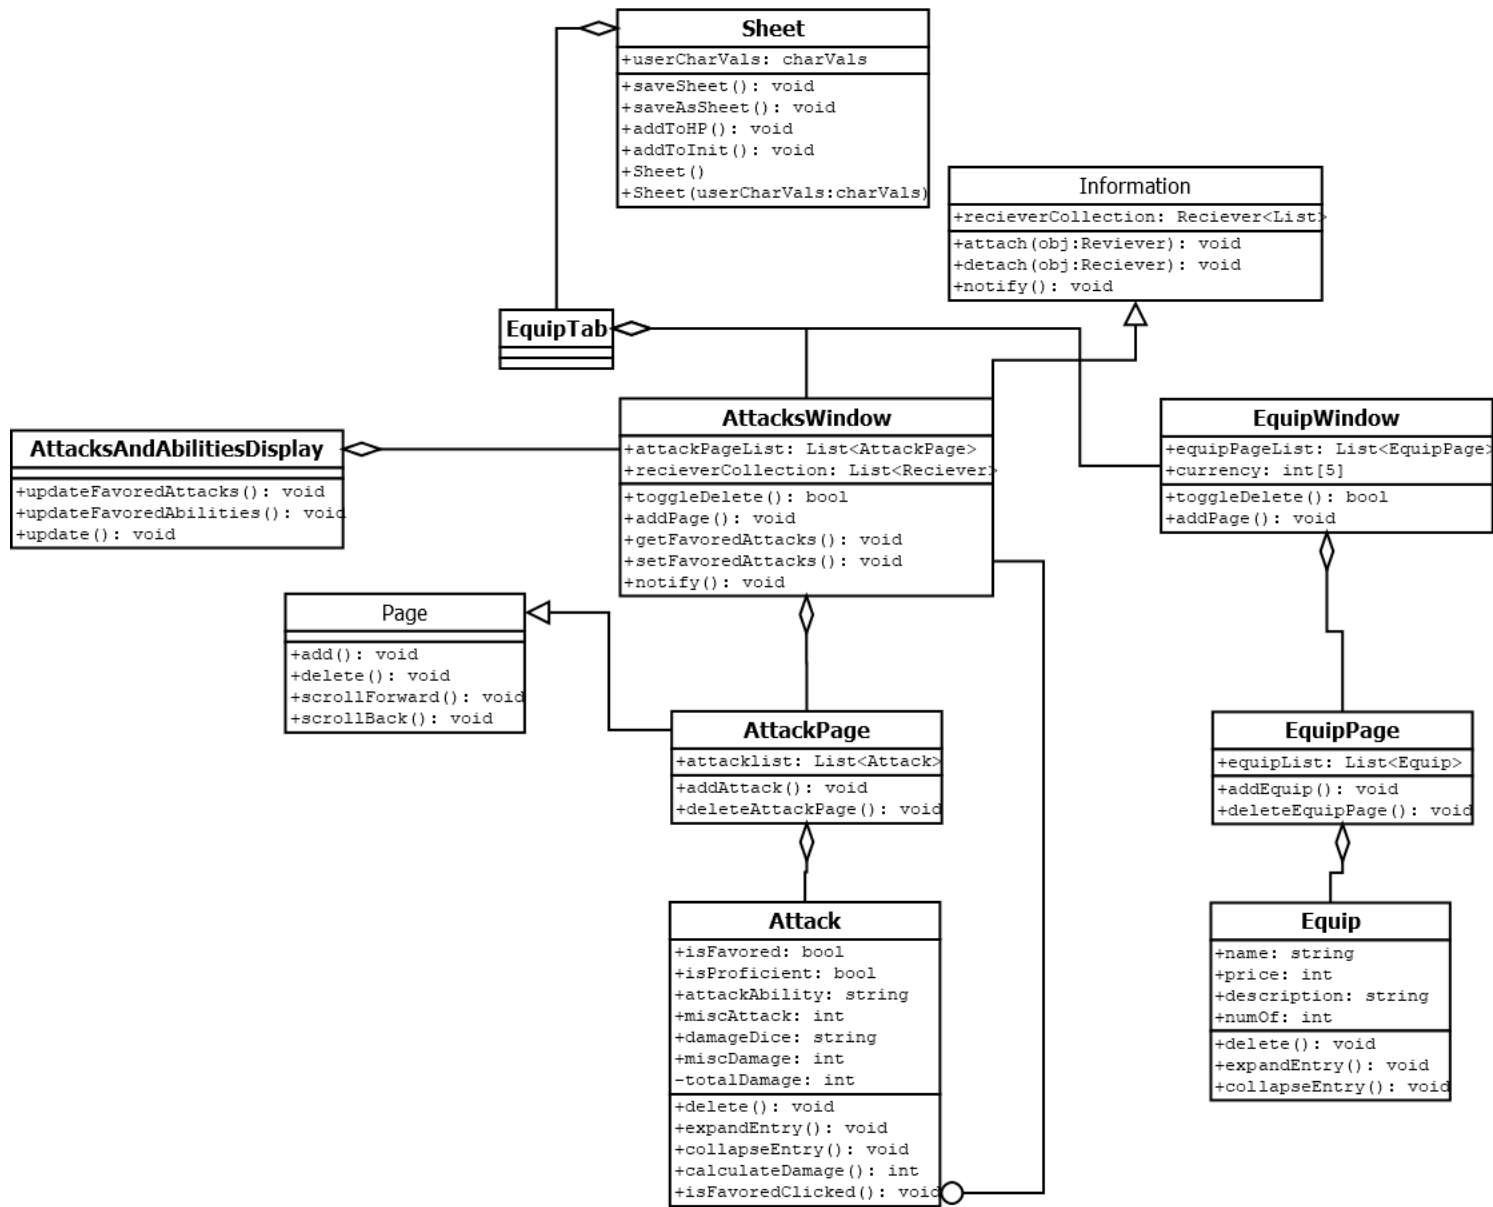 Sheet
+userCharVals: charVals
+saveSheet(): void
+saveAsSheet(): void
+addToHP(): void
+addToInit(): void
+Sheet()
+Sheet(userCharVals:charVals)
Information
+recieverCollection: Reciever<List>
+attach(obj:Reviever): void
+detach(obj:Reciever): void
+notify(): void
EquipTab
AttacksAndAbilitiesDisplay
+updateFavoredAttacks(): void
+updateFavoredAbilities(): void
+update(): void
AttacksWindow
+attackPageList: List<AttackPage>
+recieverCollection: List<Reciever>
+toggleDelete(): bool
+addPage(): void
+getFavoredAttacks(): void
+setFavoredAttacks(): void
+notify(): void
EquipWindow
+equipPageList: List<EquipPage>
+currency: int[5]
+toggleDelete(): bool
+addPage(): void
Page
+add(): void
+delete(): void
+scrollForward(): void
+scrollBack(): void
AttackPage
+attacklist: List<Attack>
+addAttack(): void
+deleteAttackPage(): void
EquipPage
+equipList: List<Equip>
+addEquip(): void
+deleteEquipPage(): void
Attack
+isFavored: bool
+isProficient: bool
+attackAbility: string
+miscAttack: int
+damageDice: string
+miscDamage: int
-totalDamage: int
+delete(): void
+expandEntry(): void
+collapseEntry(): void
+calculateDamage(): int
+isFavoredClicked(): void
Equip
+name: string
+price: int
+description: string
+numOf: int
+delete(): void
+expandEntry(): void
+collapseEntry(): void